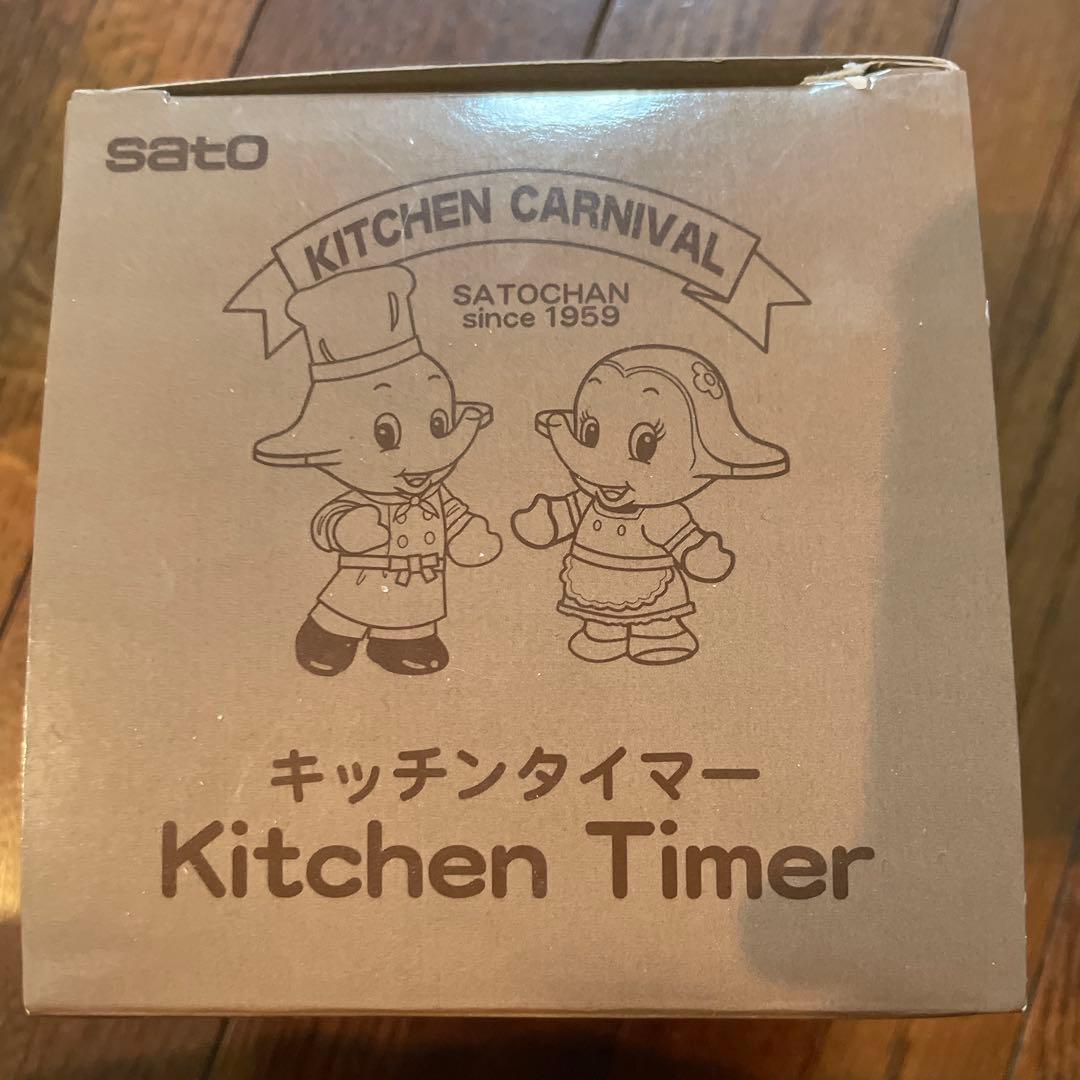 sato
KITCHEN CARNIVAL
SATOCHAN
since 1959
キッチンタイマー
Kitchen Timer